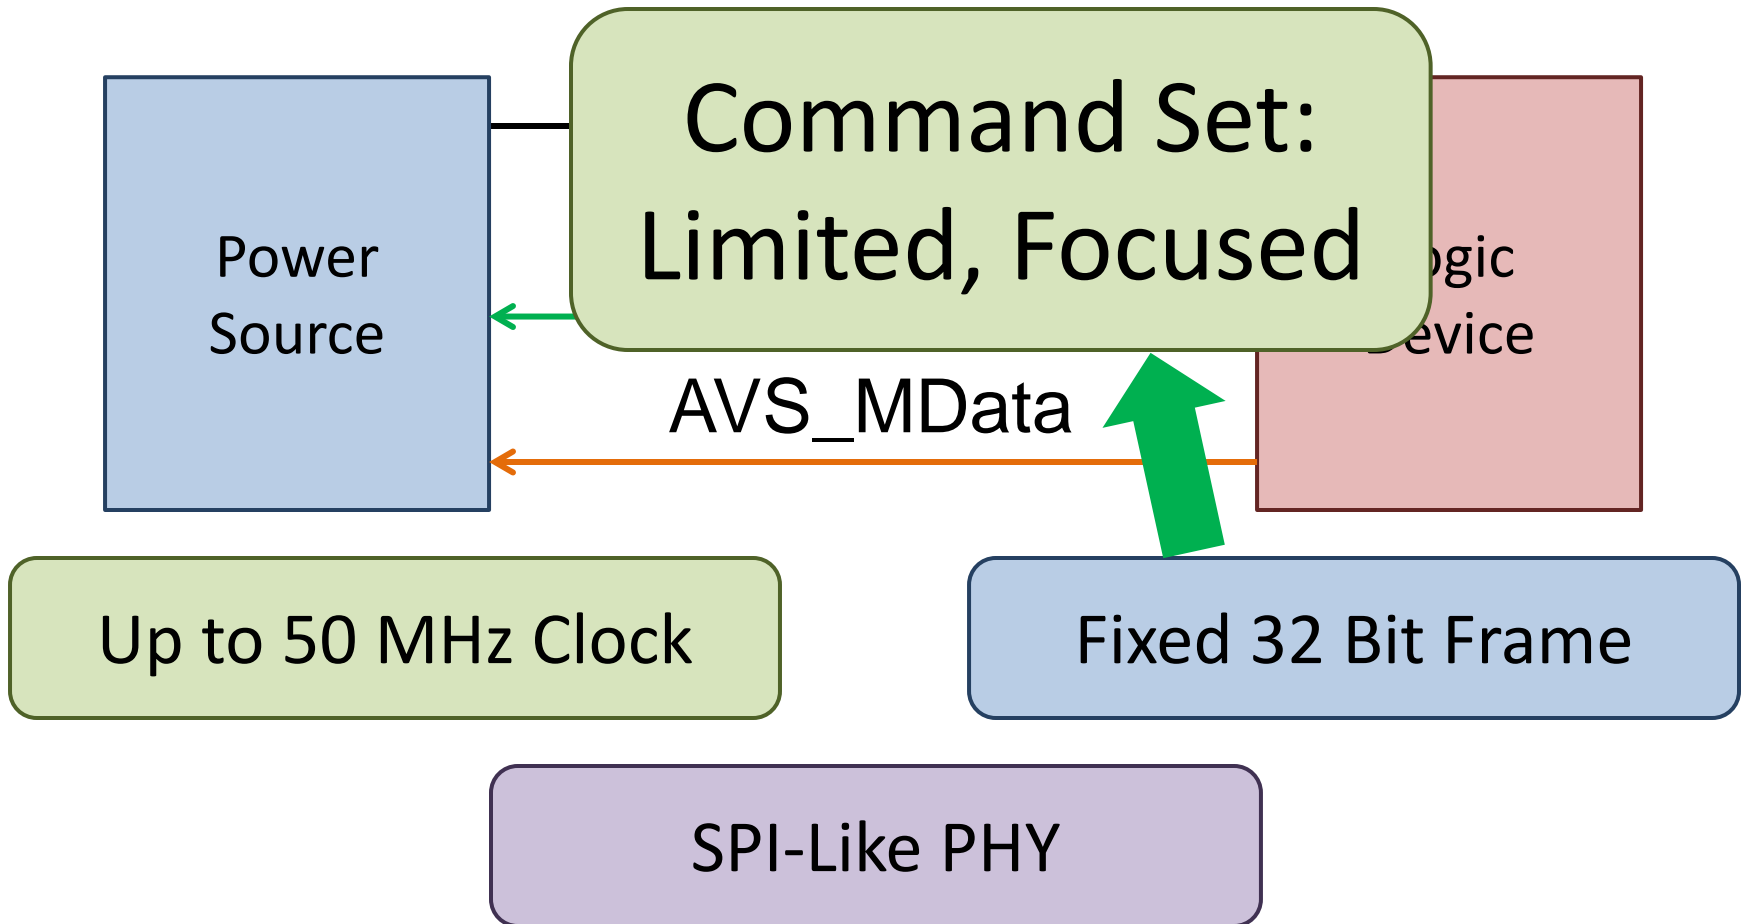 Command Set:
Limited, Focused
Power
Source
AVS_MData
Up to 50 MHz Clock
Fixed 32 Bit Frame
SPI-Like PHY